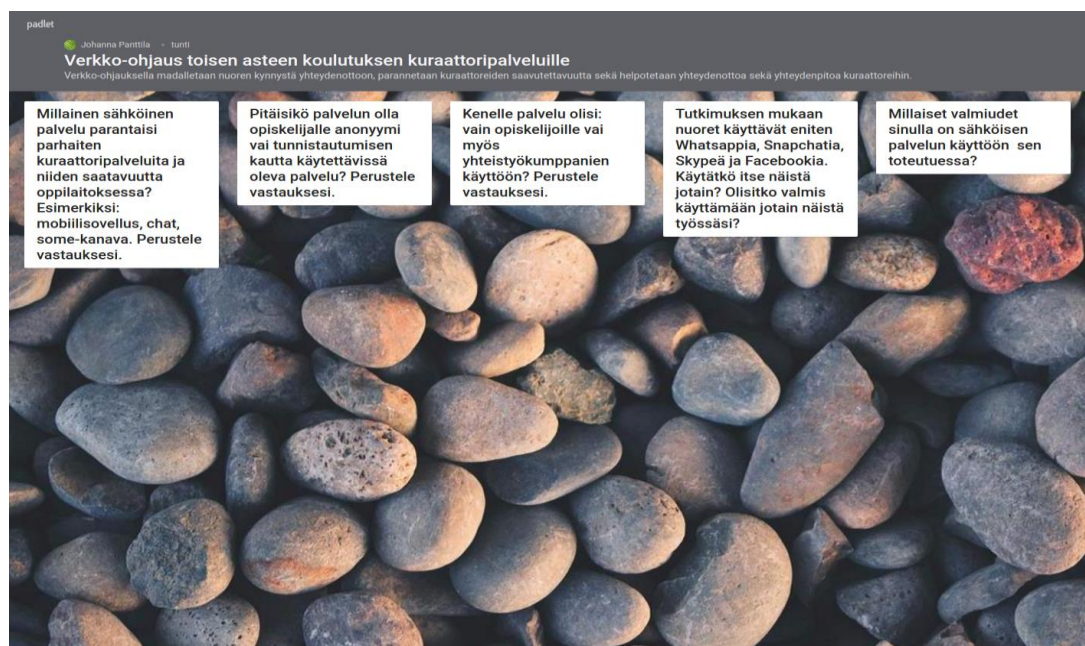 padlet
Johanna Panttila • tunti
Verkko-ohjaus toisen asteen koulutuksen kuraattoripalveluille
Verkko-ohjauksella madalletaan nuoren kynnystä yhteydenottoon, parannetaan kuraattoreiden saavutettavuutta sekä helpotetaan yhteydenottoa sekä yhteydenpitoa kuraattoreihin.
Millainen sähköinen
palvelu parantaisi
parhaiten
kuraattoripalveluita ja
niiden saatavuutta
oppilaitoksessa?
Esimerkiksi:
mobiilisovellus, chat,
some-kanava. Perustele
vastauksesi.
Pitäisikö palvelun olla
opiskelijalle anonyymi
vai tunnistautumisen
kautta käytettävissä
oleva palvelu? Perustele
vastauksesi.
Kenelle palvelu olisi:
vain opiskelijoille vai
myös
yhteistyökumppanien
käyttöön? Perustele
vastauksesi.
Tutkimuksen mukaan
nuoret käyttävät eniten
Whatsappia, Snapchatia,
Skypeä ja Facebookia.
Käytätkö itse näistä
jotain? Olisitko valmis
käyttämään jotain näistä
työssäsi?
Millaiset valmiudet
sinulla on sähköisen
palvelun käyttöön sen
toteutuessa?